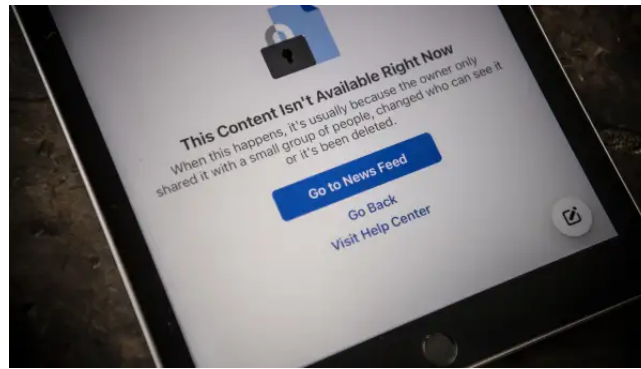 This Content Isn't Available Right Now
When this happens, it's usually because the owner only
shared it with a small group of people, changed who can see it
or it's been deleted.
Go to News Feed
Go Back
Visit Help Center